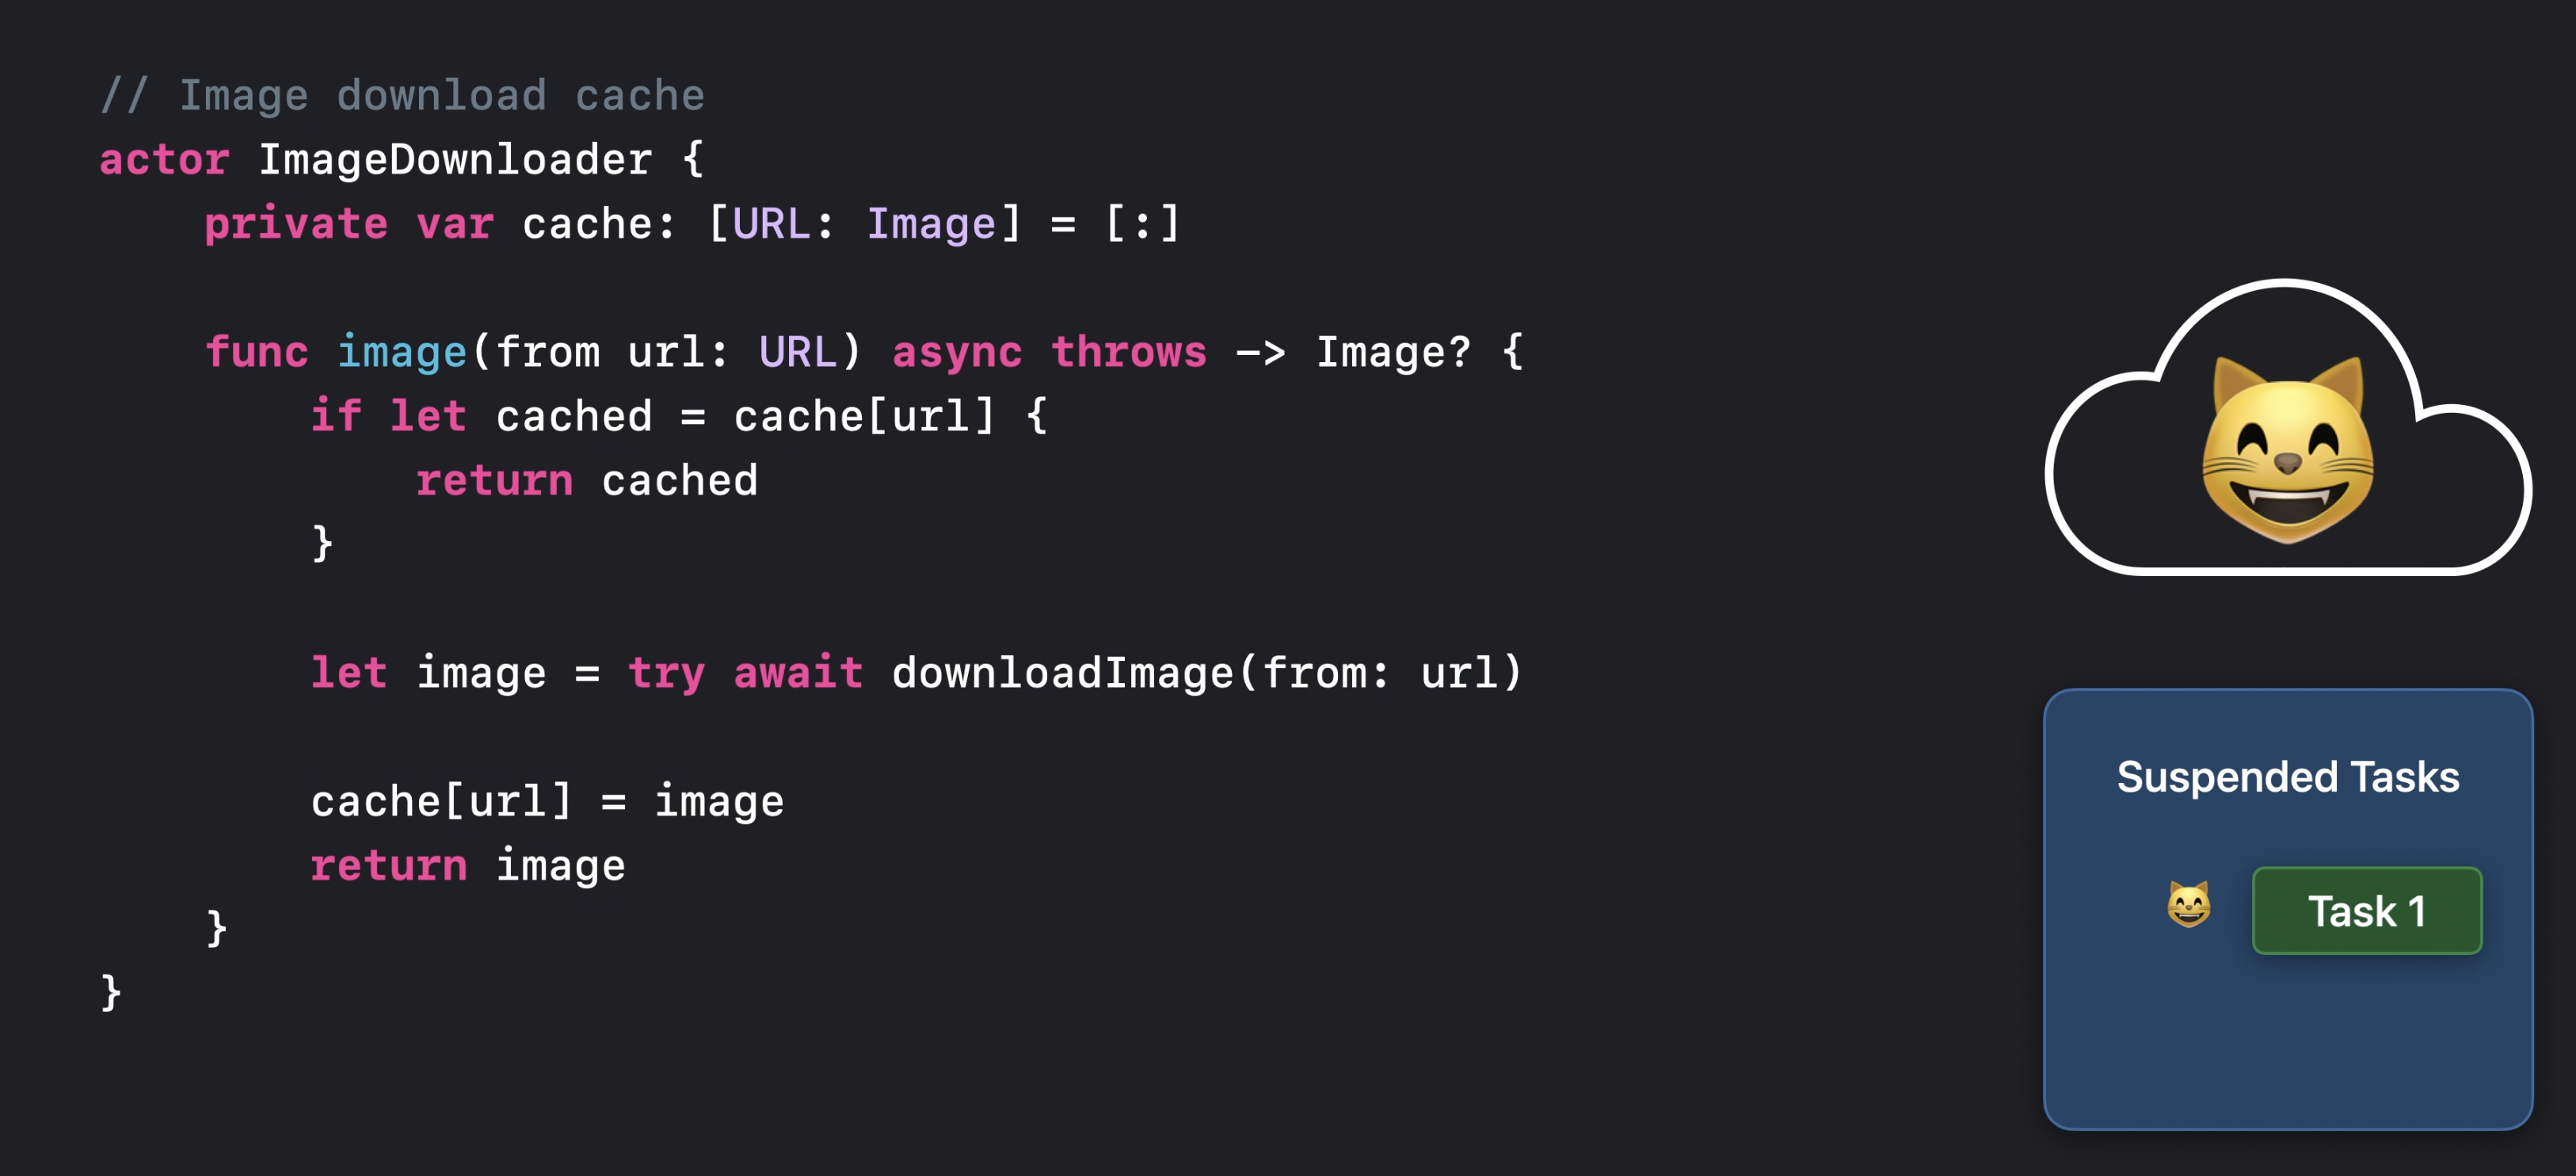 // Image download cache
actor ImageDownloader {
    private var cache: [URL: Image] = [:]

    func image(from url: URL) async throws -> Image? {
        if let cached = cache[url] {
            return cached
        }

        let image = try await downloadImage(from: url)

        cache[url] = image
        return image
    }
}
Suspended Tasks
Task 1